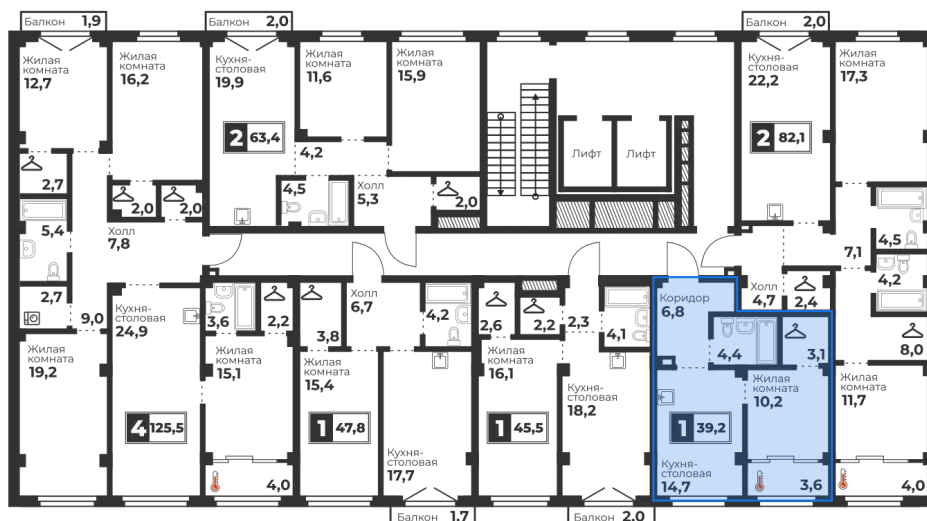 Балкон 1,9
Балкон 2,0
Балкон 2,0
Жилая
комната
12,7
Жилая
комната
16,2
Кухня-
столовая
19,9
Жилая
комната
11,6
Жилая
комната
15,9
Кухня-
столовая
22,2
Жилая
комната
17,3
2 63,4
2 82,1
Лифт
Лифт
4,2
2,7
2,0
2,0
4,5
Холл
5,3
2,0
5,4
Холл
7,8
4,5
7,1
4,2
2,7
9,0
Кухня-
столовая
24,9
3,6
2,2
3,8
Холл
6,7
4,2
2,6
2,2
2,3
4,1
Коридор
6,8
Холл
4,7
2,4
4,4
3,1
8,0
Жилая
комната
19,2
Жилая
комната
15,1
Жилая
комната
15,4
Жилая
комната
16,1
Кухня-
столовая
18,2
Жилая
комната
10,2
Жилая
комната
11,7
4 125,5
1 47,8
1 45,5
1 39,2
Кухня-
столовая
17,7
Кухня-
столовая
14,7
4,0
3,6
4,0
Балкон 1,7
Балкон 2,0